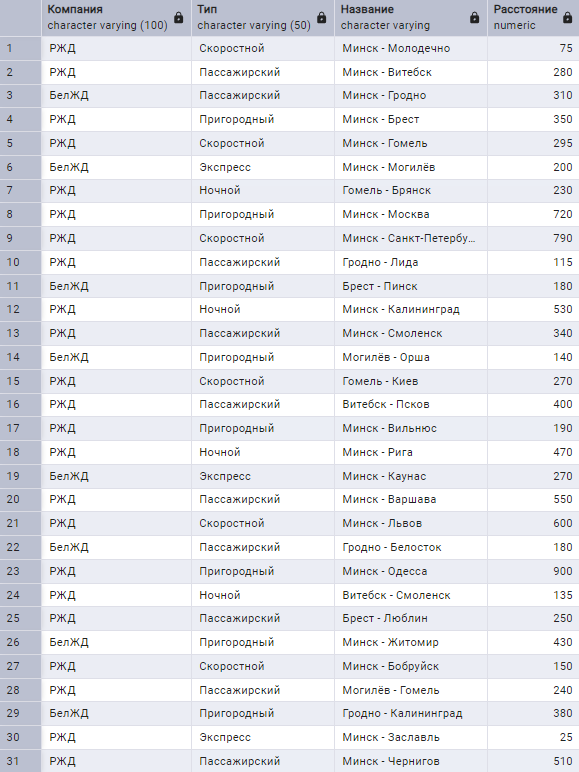 Компания Тип Название Расстояние
character varying (100) character varying (50) character varying numeric
1 РЖД Скоростной Минск - Молодечно 75
2 РЖД Пассажирский Минск - Витебск 280
3 БелЖД Пассажирский Минск - Гродно 310
4 РЖД Пригородный Минск - Брест 350
5 РЖД Скоростной Минск - Гомель 295
6 БелЖД Экспресс Минск - Могилёв 200
7 РЖД Ночной Гомель - Брянск 230
8 РЖД Пригородный Минск - Москва 720
9 РЖД Скоростной Минск - Санкт-Петербу... 790
10 РЖД Пассажирский Гродно - Лида 115
11 БелЖД Пригородный Брест - Пинск 180
12 РЖД Ночной Минск - Калининград 530
13 РЖД Пассажирский Минск - Смоленск 340
14 БелЖД Пригородный Могилёв - Орша 140
15 РЖД Скоростной Гомель - Киев 270
16 РЖД Пассажирский Витебск - Псков 400
17 РЖД Пригородный Минск - Вильнюс 190
18 РЖД Ночной Минск - Рига 470
19 БелЖД Экспресс Минск - Каунас 270
20 РЖД Пассажирский Минск - Варшава 550
21 РЖД Скоростной Минск - Львов 600
22 БелЖД Пассажирский Гродно - Белосток 180
23 РЖД Пригородный Минск - Одесса 900
24 РЖД Ночной Витебск - Смоленск 135
25 РЖД Пассажирский Брест - Люблин 250
26 БелЖД Пригородный Минск - Житомир 430
27 РЖД Скоростной Минск - Бобруйск 150
28 РЖД Пассажирский Могилёв - Гомель 240
29 БелЖД Пригородный Гродно - Калининград 380
30 РЖД Экспресс Минск - Заславль 25
31 РЖД Пассажирский Минск - Чернигов 510